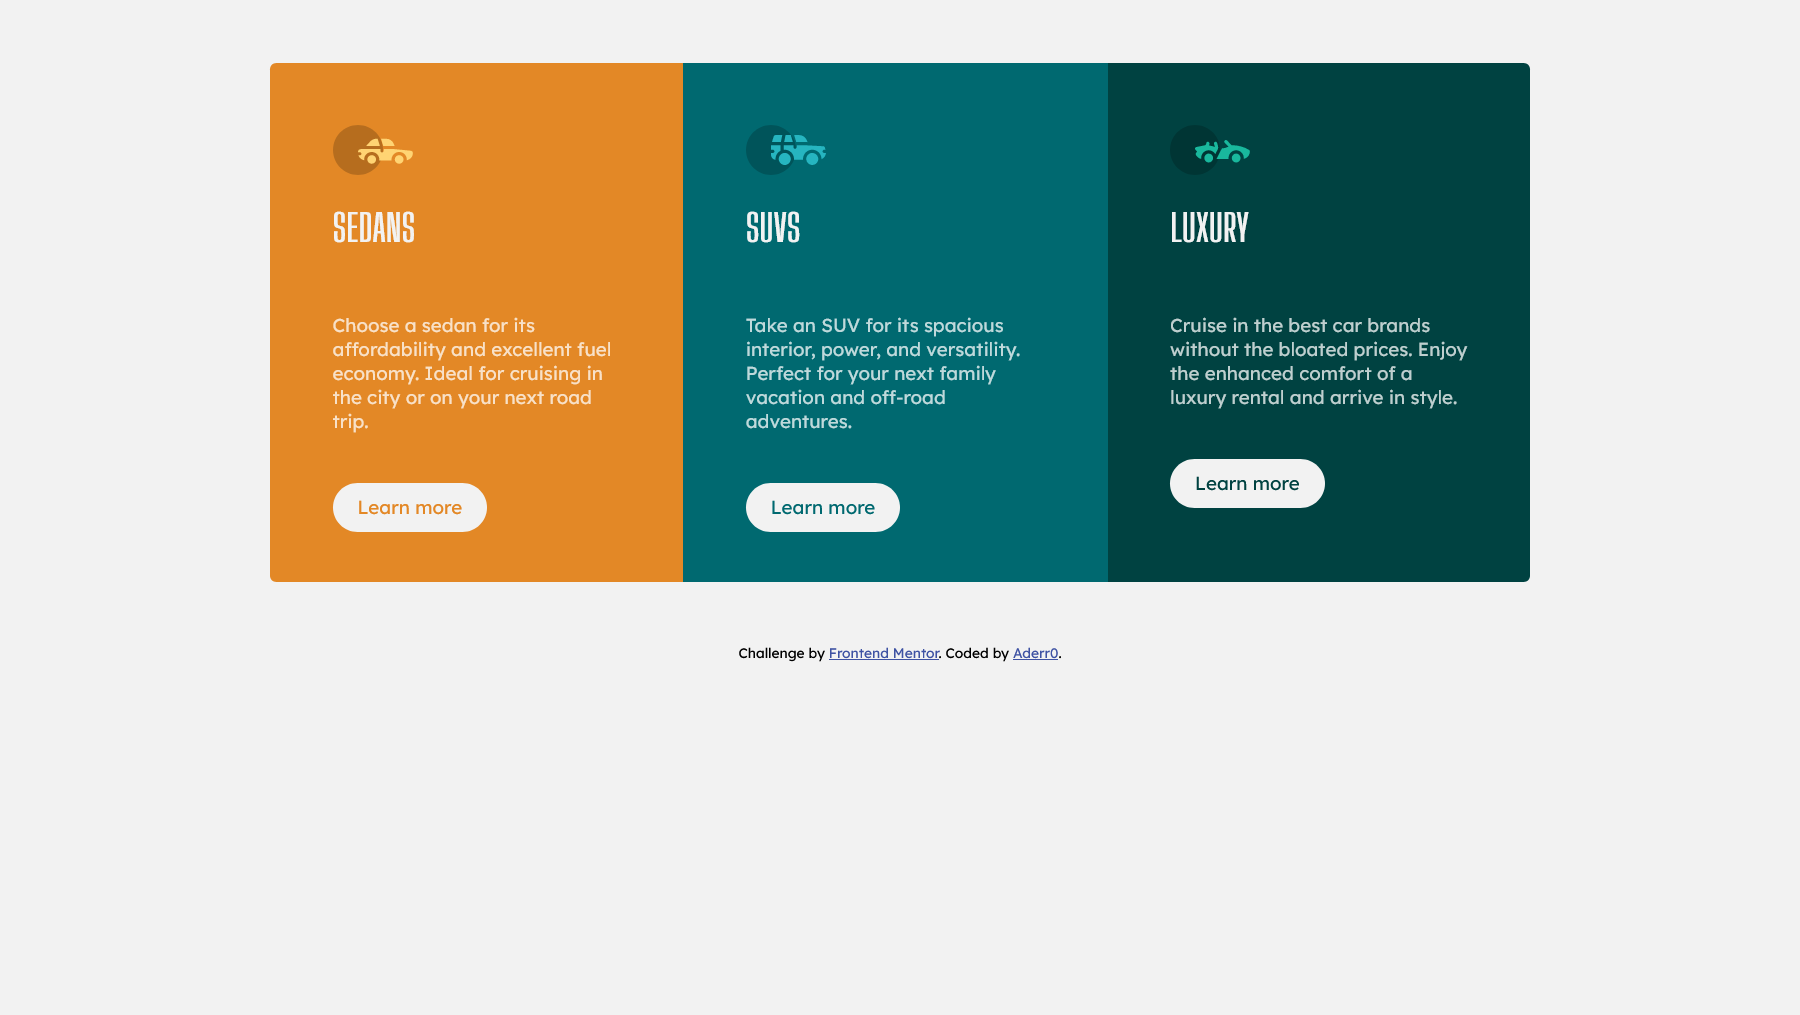 SEDANS
Choose a sedan for its
affordability and excellent fuel
economy. Ideal for cruising in
the city or on your next road
trip.
Learn more
SUVS
Take an SUV for its spacious
interior, power, and versatility.
Perfect for your next family
vacation and off-road
adventures.
Learn more
LUXURY
Cruise in the best car brands
without the bloated prices. Enjoy
the enhanced comfort of a
luxury rental and arrive in style.
Learn more
Challenge by Frontend Mentor. Coded by Aderr0.